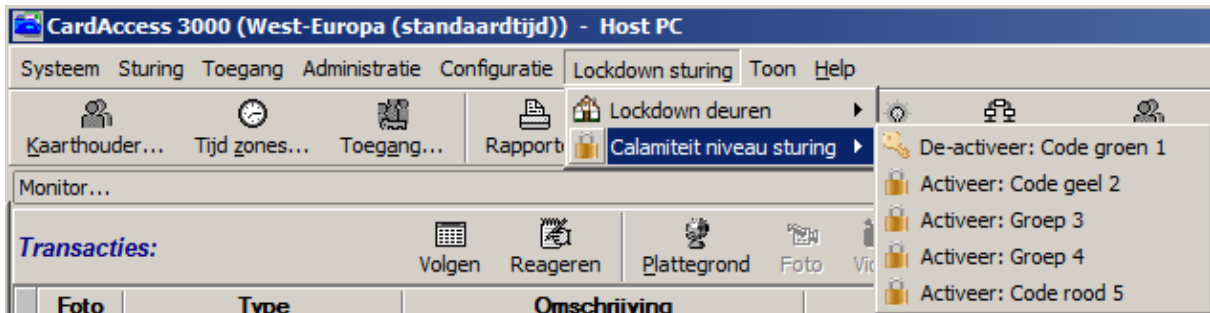 CardAccess 3000 (West-Europa (standaardtijd)) - Host PC
Systeem Sturing Toegang Administratie Configuratie Lockdown sturing Toon Help
Lockdown deuren
Kaarthouder... Tijd zones... Toegang... Calamiteit niveau sturing
De-activeer: Code groen 1
Monitor...
Activeer: Code geel 2
Activeer: Groep 3
Transacties: Volgen Reageren Plattegrond Foto
Activeer: Groep 4
Activeer: Code rood 5
Foto Type Omschrijving